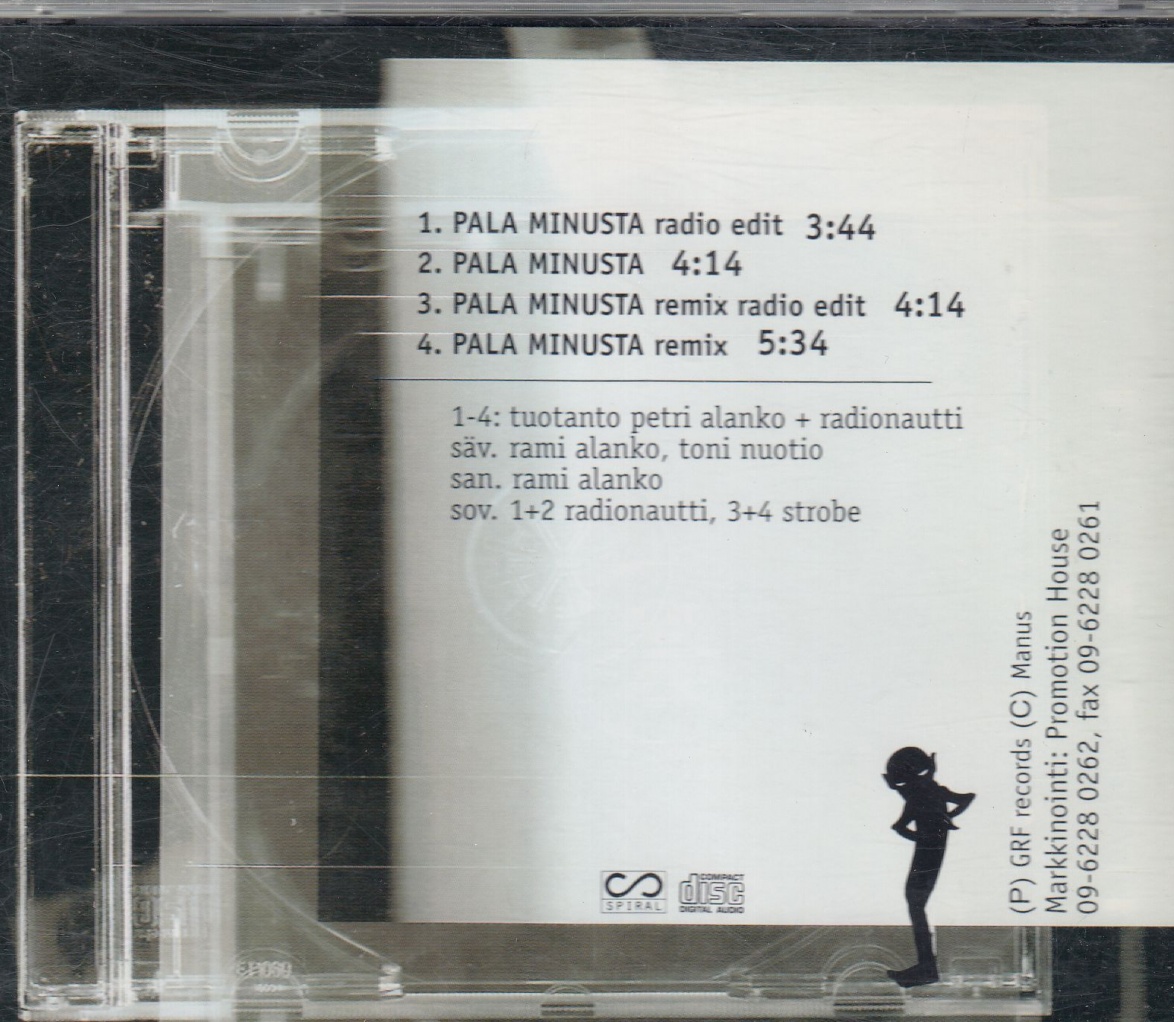 1. PALA MINUSTA radio edit 3:44
2. PALA MINUSTA 4:14
3. PALA MINUSTA remix radio edit 4:14
4. PALA MINUSTA remix 5:34
1-4: tuotanto petri alanko + radionautti
säv. rami alanko, toni nuotio
san. rami alanko
sov. 1+2 radionautti, 3+4 strobe
(P) GRF records (C) Manus
Markkinointi: Promotion House
09-6228 0262, fax 09-6228 0261
SPIRAL
COMPACT
disc
DIGITAL AUDIO